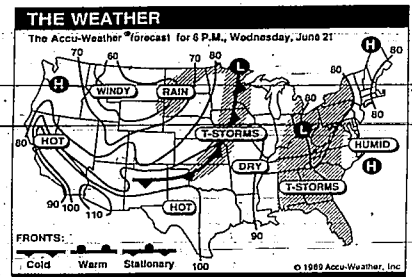 THE WEATHER
The Accu-Weather ® forecast for 6 P.M., Wednesday, June 21
70 60 70 80
H L H
WINDY RAIN
80
80
80
80 HOT
T-STORMS L
HUMID
DRY
H
T-STORMS
90 100 110
HOT
90
100
FRONTS:
Cold Warm Stationary
© 1989 Accu-Weather, Inc